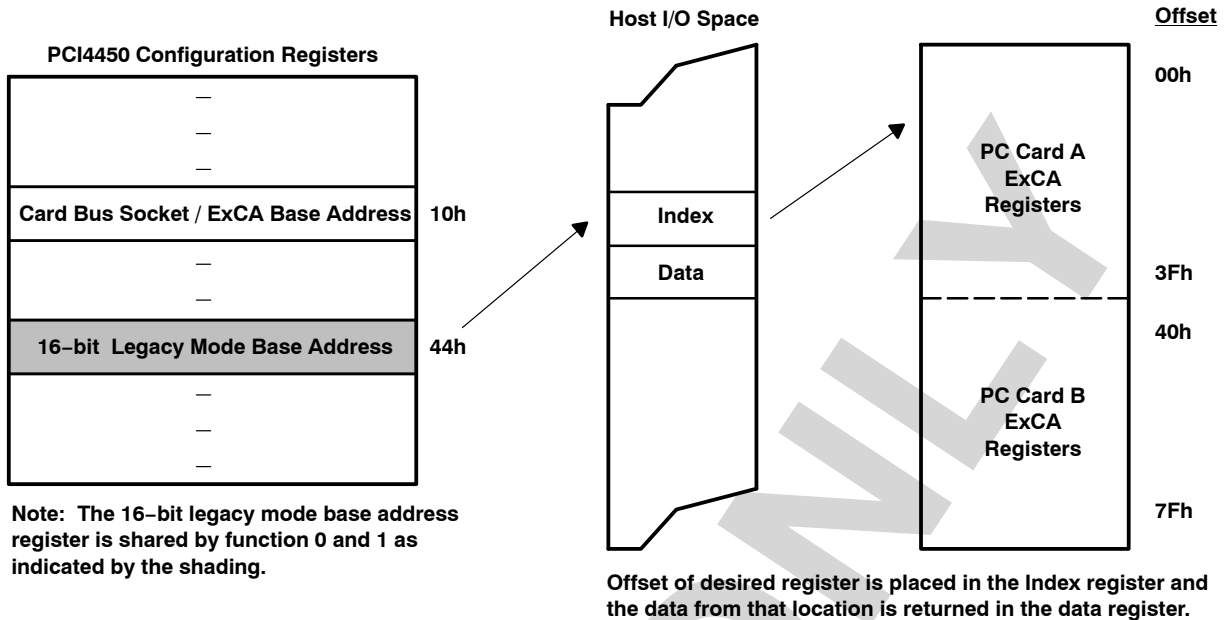 PCI4450 Configuration Registers
—
—
—
Card Bus Socket / ExCA Base Address
10h
—
—
16−bit Legacy Mode Base Address
44h
—
—
—
Note: The 16−bit legacy mode base address
register is shared by function 0 and 1 as
indicated by the shading.
Host I/O Space
Index
Data
Offset
00h
PC Card A
ExCA
Registers
3Fh
40h
PC Card B
ExCA
Registers
7Fh
Offset of desired register is placed in the Index register and
the data from that location is returned in the data register.
NLY